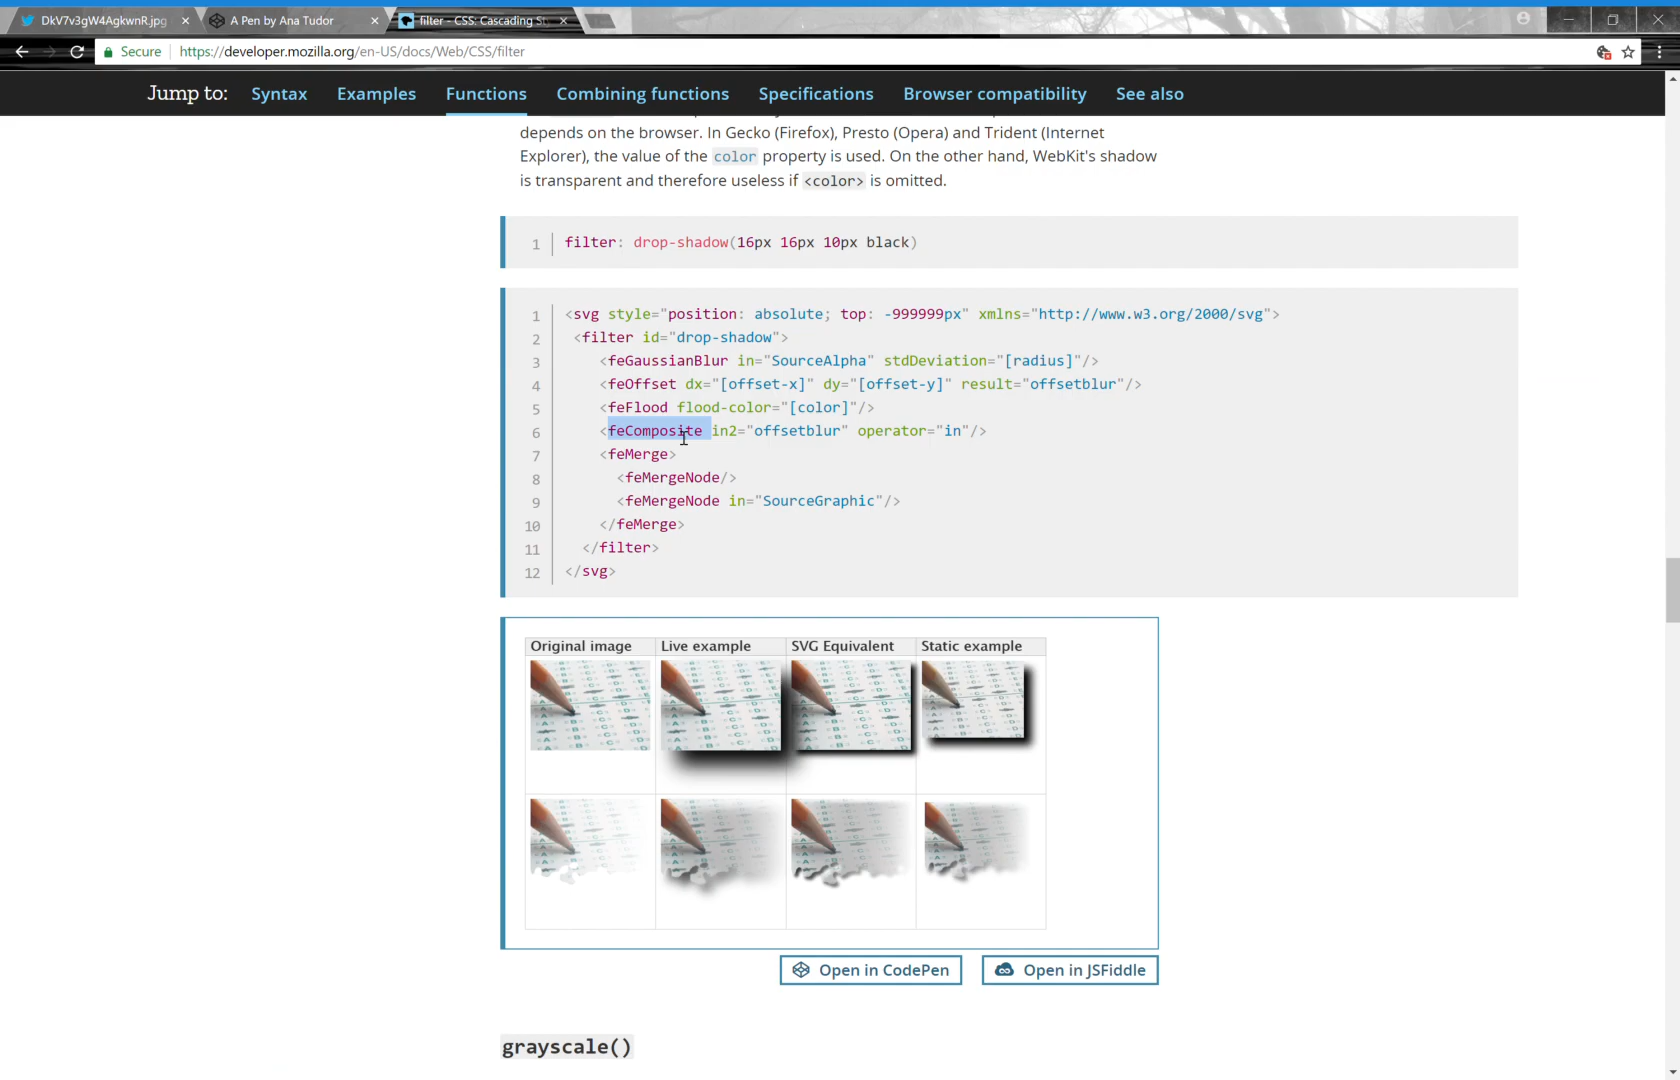 DkV7v3gW4AgkwnR.jpg
A Pen by Ana Tudor
filter - CSS: Cascading St
Secure
https://developer.mozilla.org/en-US/docs/Web/CSS/filter
Jump to: Syntax Examples Functions Combining functions Specifications Browser compatibility See also
depends on the browser. In Gecko (Firefox), Presto (Opera) and Trident (Internet
Explorer), the value of the color property is used. On the other hand, WebKit's shadow
is transparent and therefore useless if <color> is omitted.
1 filter: drop-shadow(16px 16px 10px black)
1 <svg style="position: absolute; top: -999999px" xmlns="http://www.w3.org/2000/svg">
2 <filter id="drop-shadow">
3 <feGaussianBlur in="SourceAlpha" stdDeviation="[radius]"/>
4 <feOffset dx="[offset-x]" dy="[offset-y]" result="offsetblur"/>
5 <feFlood flood-color="[color]"/>
6 <feComposite in2="offsetblur" operator="in"/>
7 <feMerge>
8 <feMergeNode/>
9 <feMergeNode in="SourceGraphic"/>
10 </feMerge>
11 </filter>
12 </svg>
Original image Live example SVG Equivalent Static example
Open in CodePen Open in JSFiddle
grayscale()